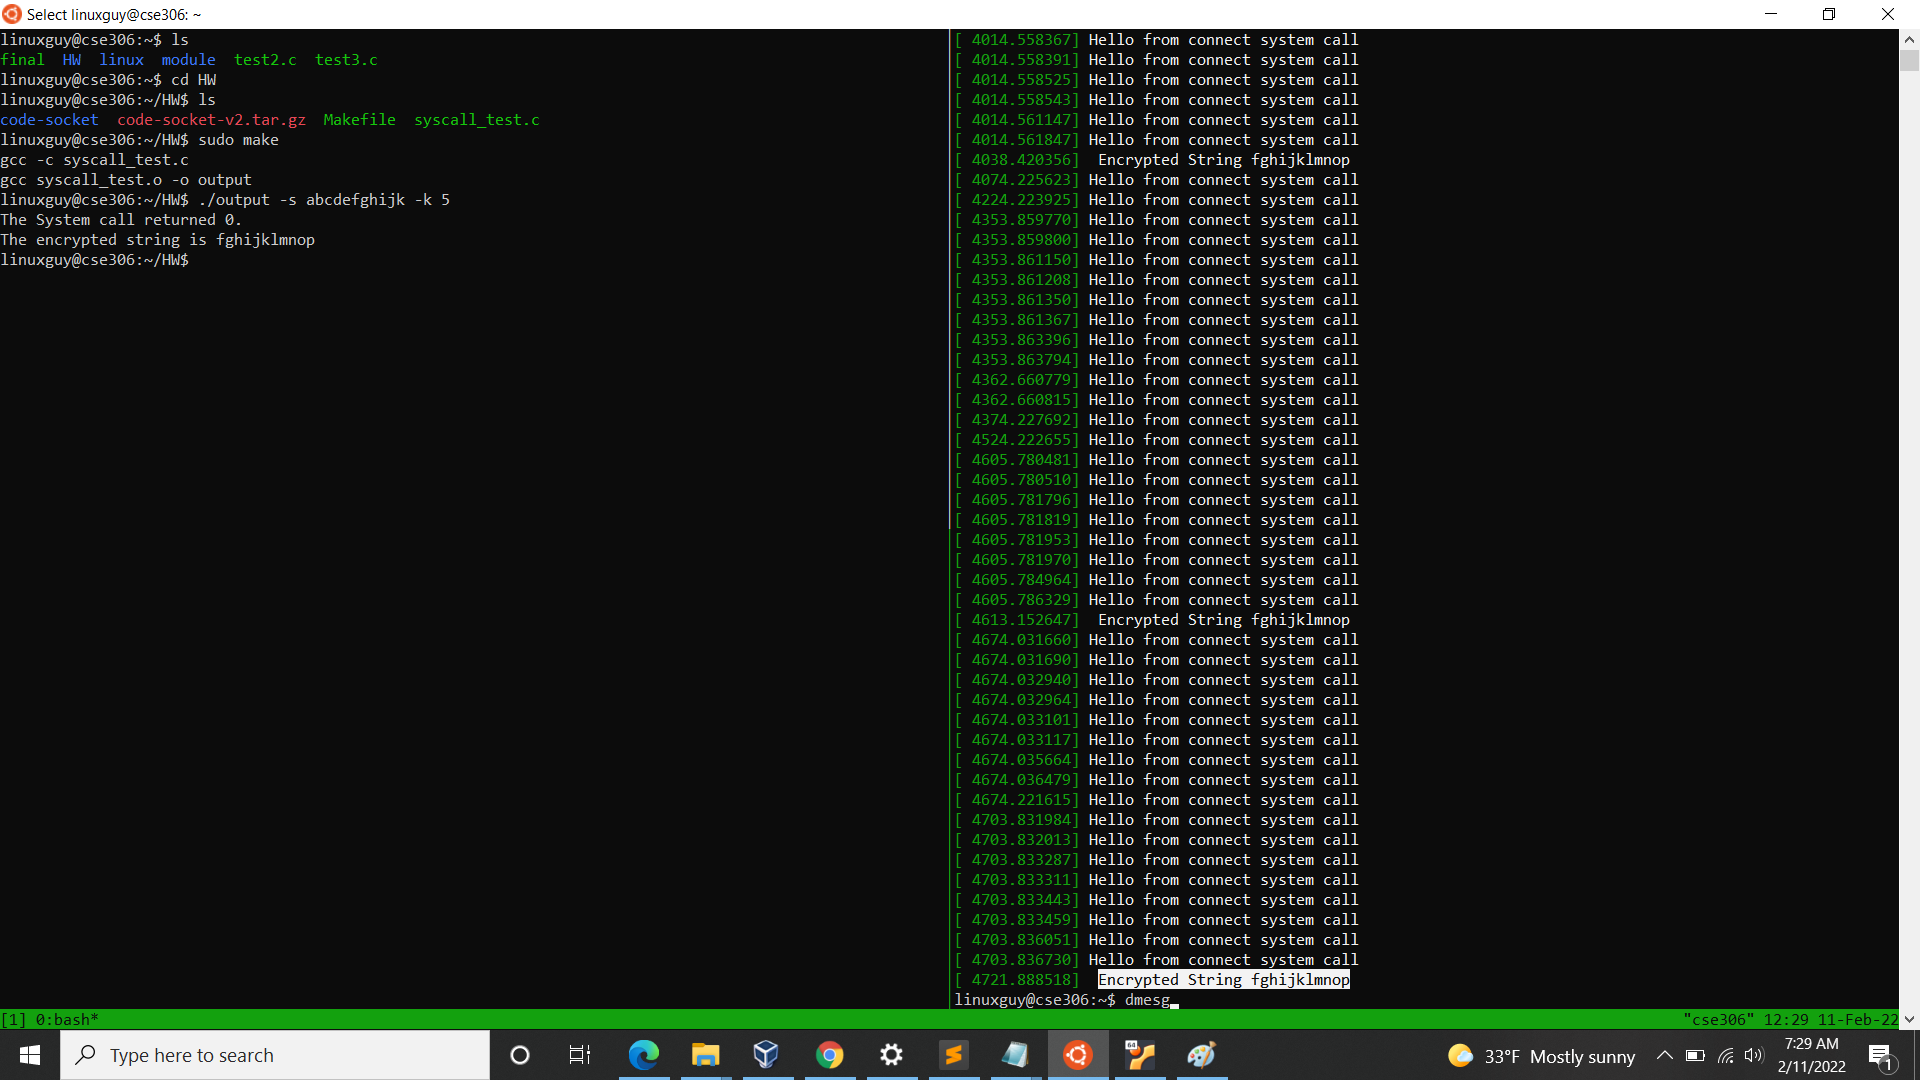 Select linuxguy@cse306: ~
linuxguy@cse306:~$ ls
final  HW  linux  module  test2.c  test3.c
linuxguy@cse306:~$ cd HW
linuxguy@cse306:~/HW$ ls
code-socket  code-socket-v2.tar.gz  Makefile  syscall_test.c
linuxguy@cse306:~/HW$ sudo make
gcc -c syscall_test.c
gcc syscall_test.o -o output
linuxguy@cse306:~/HW$ ./output -s abcdefghijk -k 5
The System call returned 0.
The encrypted string is fghijklmnop
linuxguy@cse306:~/HW$
[ 4014.558367] Hello from connect system call
[ 4014.558391] Hello from connect system call
[ 4014.558525] Hello from connect system call
[ 4014.558543] Hello from connect system call
[ 4014.561147] Hello from connect system call
[ 4014.561847] Hello from connect system call
[ 4038.420356]  Encrypted String fghijklmnop
[ 4074.225623] Hello from connect system call
[ 4224.223925] Hello from connect system call
[ 4353.859770] Hello from connect system call
[ 4353.859800] Hello from connect system call
[ 4353.861150] Hello from connect system call
[ 4353.861208] Hello from connect system call
[ 4353.861350] Hello from connect system call
[ 4353.861367] Hello from connect system call
[ 4353.863396] Hello from connect system call
[ 4353.863794] Hello from connect system call
[ 4362.660779] Hello from connect system call
[ 4362.660815] Hello from connect system call
[ 4374.227692] Hello from connect system call
[ 4524.222655] Hello from connect system call
[ 4605.780481] Hello from connect system call
[ 4605.780510] Hello from connect system call
[ 4605.781796] Hello from connect system call
[ 4605.781819] Hello from connect system call
[ 4605.781953] Hello from connect system call
[ 4605.781970] Hello from connect system call
[ 4605.784964] Hello from connect system call
[ 4605.786329] Hello from connect system call
[ 4613.152647]  Encrypted String fghijklmnop
[ 4674.031660] Hello from connect system call
[ 4674.031690] Hello from connect system call
[ 4674.032940] Hello from connect system call
[ 4674.032964] Hello from connect system call
[ 4674.033101] Hello from connect system call
[ 4674.033117] Hello from connect system call
[ 4674.035664] Hello from connect system call
[ 4674.036479] Hello from connect system call
[ 4674.221615] Hello from connect system call
[ 4703.831984] Hello from connect system call
[ 4703.832013] Hello from connect system call
[ 4703.833287] Hello from connect system call
[ 4703.833311] Hello from connect system call
[ 4703.833443] Hello from connect system call
[ 4703.833459] Hello from connect system call
[ 4703.836051] Hello from connect system call
[ 4703.836730] Hello from connect system call
[ 4721.888518]  Encrypted String fghijklmnop
linuxguy@cse306:~$ dmesg
[1] 0:bash*
"cse306" 12:29 11-Feb-22
Type here to search
64
33°F  Mostly sunny
7:29 AM
2/11/2022
1